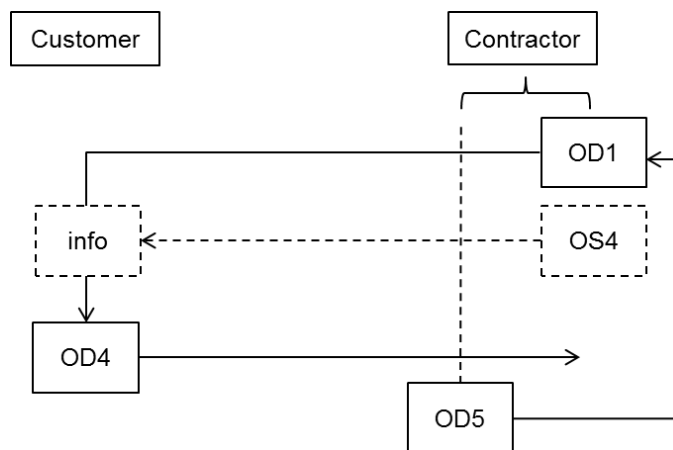 Customer
Contractor
OD1
info
OS4
OD4
OD5